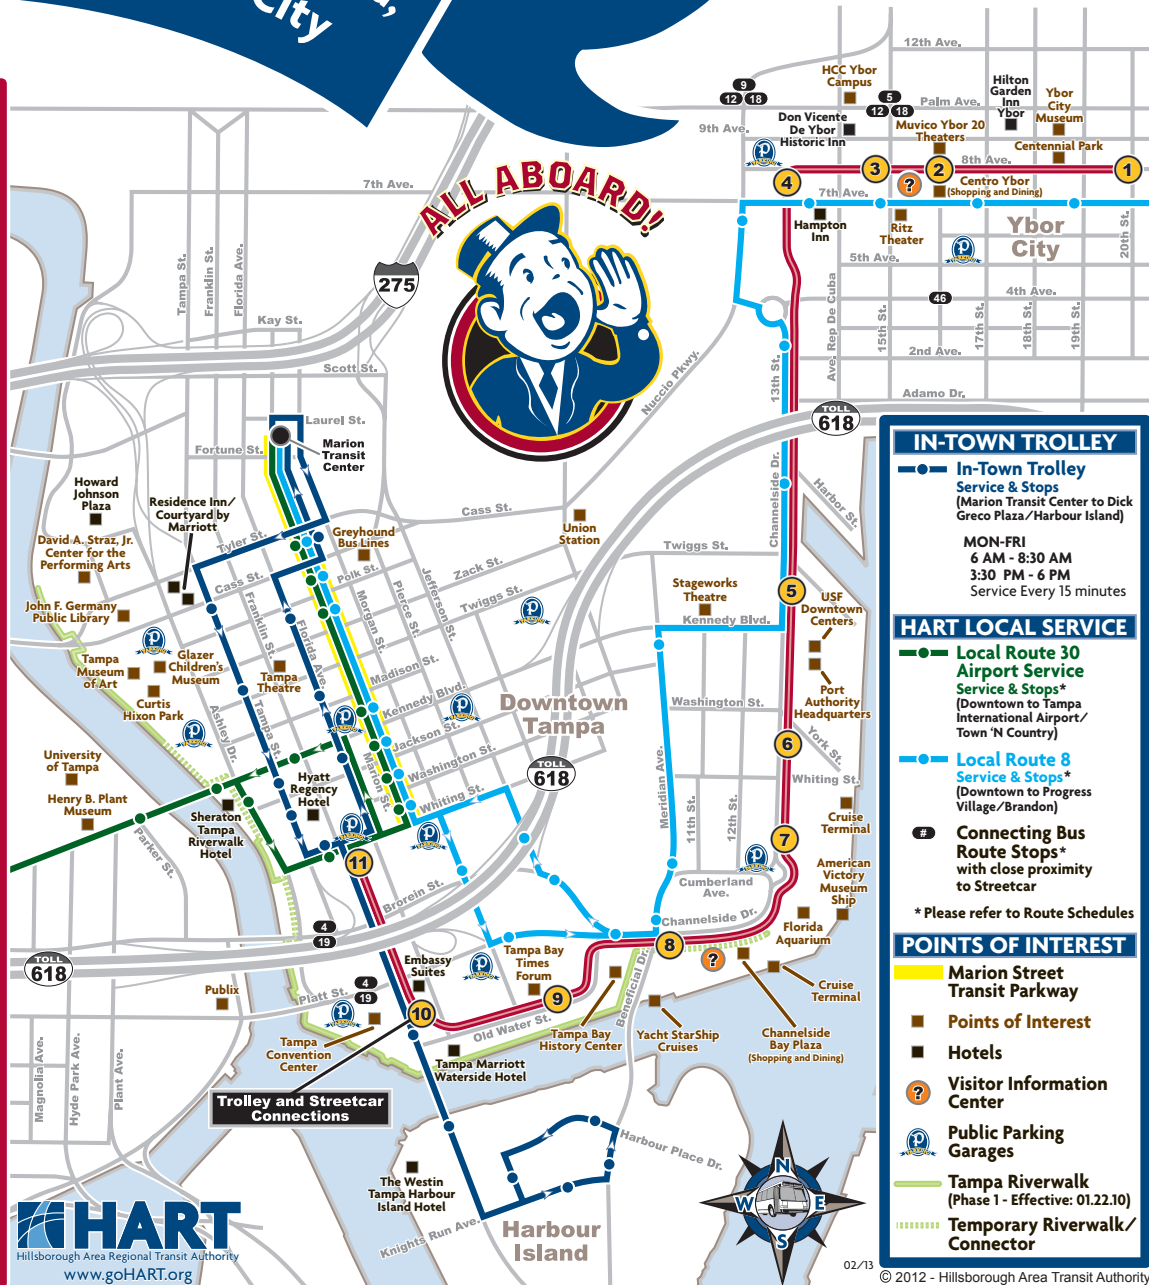 City
12th Ave.
HCC Ybor
Campus
9
12 18
5
12 18
Palm Ave.
Hilton
Garden
Inn
Ybor
Ybor
City
Museum
9th Ave.
Don Vicente
De Ybor
Historic Inn
Muvico Ybor 20
Theaters
Centennial Park
8th Ave.
4
3
2
1
?
Centro Ybor
(Shopping and Dining)
7th Ave.
7th Ave.
Hampton
Inn
Ritz
Theater
Ybor
City
20th St.
5th Ave.
4th Ave.
46
Ave. Rep De Cuba
15th St.
17th St.
18th St.
19th St.
2nd Ave.
Adamo Dr.
13th St.
Nuccio Pkwy.
ALL ABOARD!
275
Tampa St.
Franklin St.
Florida Ave.
Kay St.
Scott St.
Laurel St.
Fortune St.
Marion
Transit
Center
TOLL
618
Channelside Dr.
Harbor St.
Howard
Johnson
Plaza
Residence Inn/
Courtyard by
Marriott
Cass St.
Union
Station
Tyler St.
Greyhound
Bus Lines
David A. Straz, Jr.
Center for the
Performing Arts
Cass St.
Polk St.
Zack St.
Twiggs St.
Twiggs St.
Jefferson St.
Pierce St.
Morgan St.
Franklin St.
Florida Ave.
John F. Germany
Public Library
Stageworks
Theatre
Kennedy Blvd.
5
USF
Downtown
Centers
Port
Authority
Headquarters
Tampa
Museum
of Art
Glazer
Children's
Museum
Curtis
Hixon Park
Tampa
Theatre
Madison St.
Kennedy Blvd.
Jackson St.
Washington St.
Whiting St.
Downtown
Tampa
Washington St.
York St.
6
Whiting St.
Ashley Dr.
Tampa St.
Marion St.
Meridian Ave.
11th St.
12th St.
TOLL
618
University
of Tampa
Henry B. Plant
Museum
Hyatt
Regency
Hotel
Sheraton
Tampa
Riverwalk
Hotel
Parker St.
11
7
Cruise
Terminal
American
Victory
Museum
Ship
Cumberland
Ave.
Brorein St.
Channelside Dr.
Florida
Aquarium
4
19
8
?
TOLL
618
Embassy
Suites
Tampa Bay
Times
Forum
Cruise
Terminal
Publix
Platt St.
4
19
10
9
Old Water St.
Beneficial Dr.
Tampa
Convention
Center
Tampa Bay
History Center
Yacht StarShip
Cruises
Channelside
Bay Plaza
(Shopping and Dining)
Tampa Marriott
Waterside Hotel
Magnolia Ave.
Hyde Park Ave.
Plant Ave.
Trolley and Streetcar
Connections
Harbour Place Dr.
The Westin
Tampa Harbour
Island Hotel
Knights Run Ave.
Harbour
Island
N
W E
S
HART
Hillsborough Area Regional Transit Authority
www.goHART.org
IN-TOWN TROLLEY
In-Town Trolley
Service & Stops
(Marion Transit Center to Dick
Greco Plaza/Harbour Island)
MON-FRI
6 AM - 8:30 AM
3:30 PM - 6 PM
Service Every 15 minutes
HART LOCAL SERVICE
Local Route 30
Airport Service
Service & Stops*
(Downtown to Tampa
International Airport/
Town 'N Country)
Local Route 8
Service & Stops*
(Downtown to Progress
Village/Brandon)
# Connecting Bus
Route Stops*
with close proximity
to Streetcar
* Please refer to Route Schedules
POINTS OF INTEREST
Marion Street
Transit Parkway
Points of Interest
Hotels
? Visitor Information
Center
Public Parking
Garages
Tampa Riverwalk
(Phase 1 - Effective: 01.22.10)
Temporary Riverwalk/
Connector
02/13
© 2012 - Hillsborough Area Transit Authority